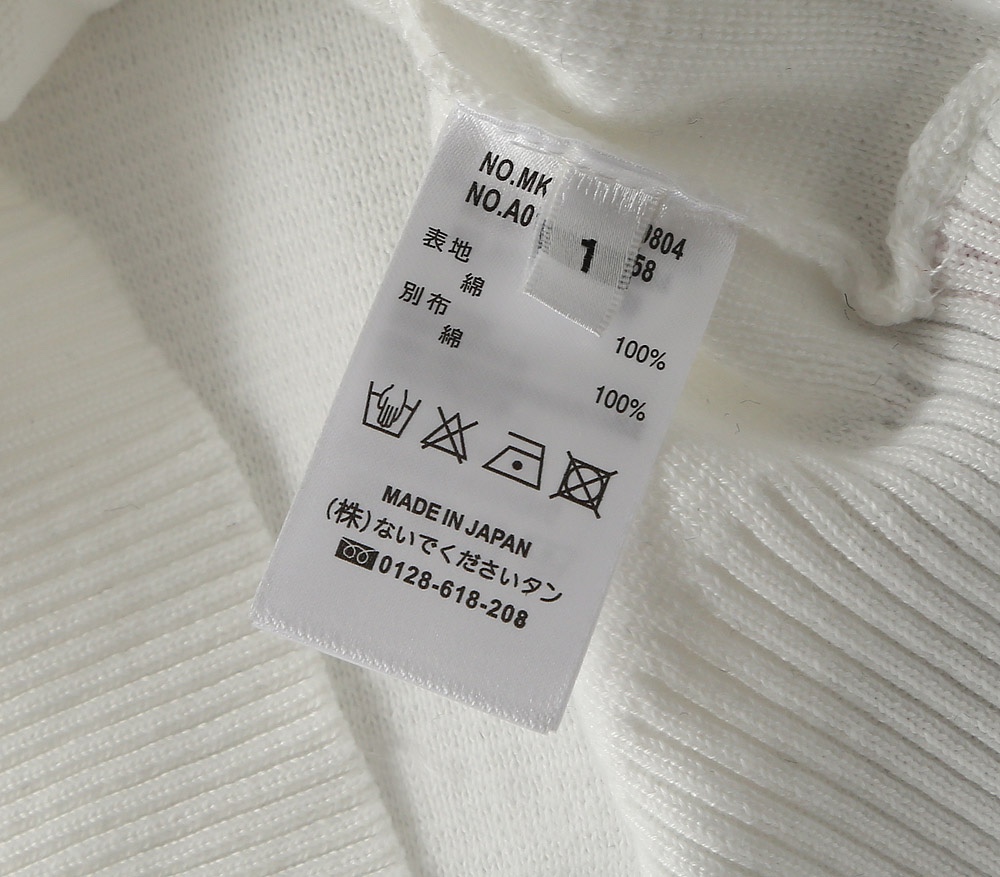 NO.MK 0804
NO.A0 58
1
表地
綿 100%
別布
綿 100%
MADE IN JAPAN
(株)ないでくださいタン
0128-618-208